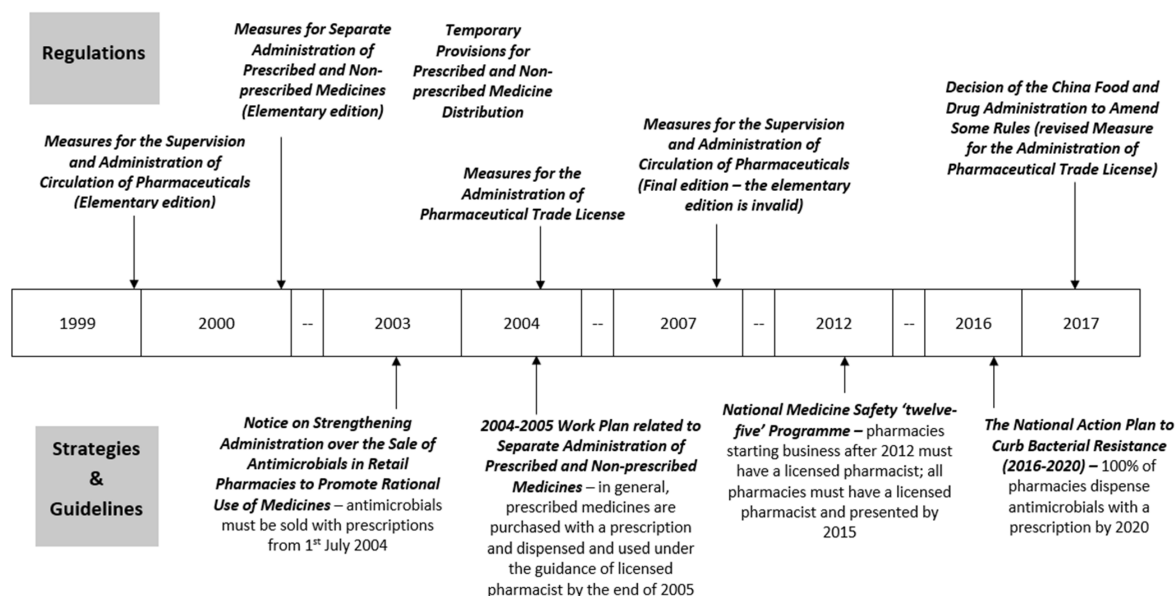 Regulations
Measures for Separate
Administration of
Prescribed and Non-
prescribed Medicines
(Elementary edition)
Temporary
Provisions for
Prescribed and Non-
prescribed Medicine
Distribution
Measures for the Supervision
and Administration of
Circulation of Pharmaceuticals
(Elementary edition)
Measures for the
Administration of
Pharmaceutical Trade License
Measures for the Supervision
and Administration of
Circulation of Pharmaceuticals
(Final edition – the elementary
edition is invalid)
Decision of the China Food and
Drug Administration to Amend
Some Rules (revised Measure
for the Administration of
Pharmaceutical Trade License)
1999
2000
--
2003
2004
--
2007
--
2012
--
2016
2017
Strategies
&
Guidelines
Notice on Strengthening
Administration over the Sale of
Antimicrobials in Retail
Pharmacies to Promote Rational
Use of Medicines – antimicrobials
must be sold with prescriptions
from 1st July 2004
2004-2005 Work Plan related to
Separate Administration of
Prescribed and Non-prescribed
Medicines – in general,
prescribed medicines are
purchased with a prescription
and dispensed and used under
the guidance of licensed
pharmacist by the end of 2005
National Medicine Safety ‘twelve-
five’ Programme – pharmacies
starting business after 2012 must
have a licensed pharmacist; all
pharmacies must have a licensed
pharmacist and presented by
2015
The National Action Plan to
Curb Bacterial Resistance
(2016-2020) – 100% of
pharmacies dispense
antimicrobials with a
prescription by 2020